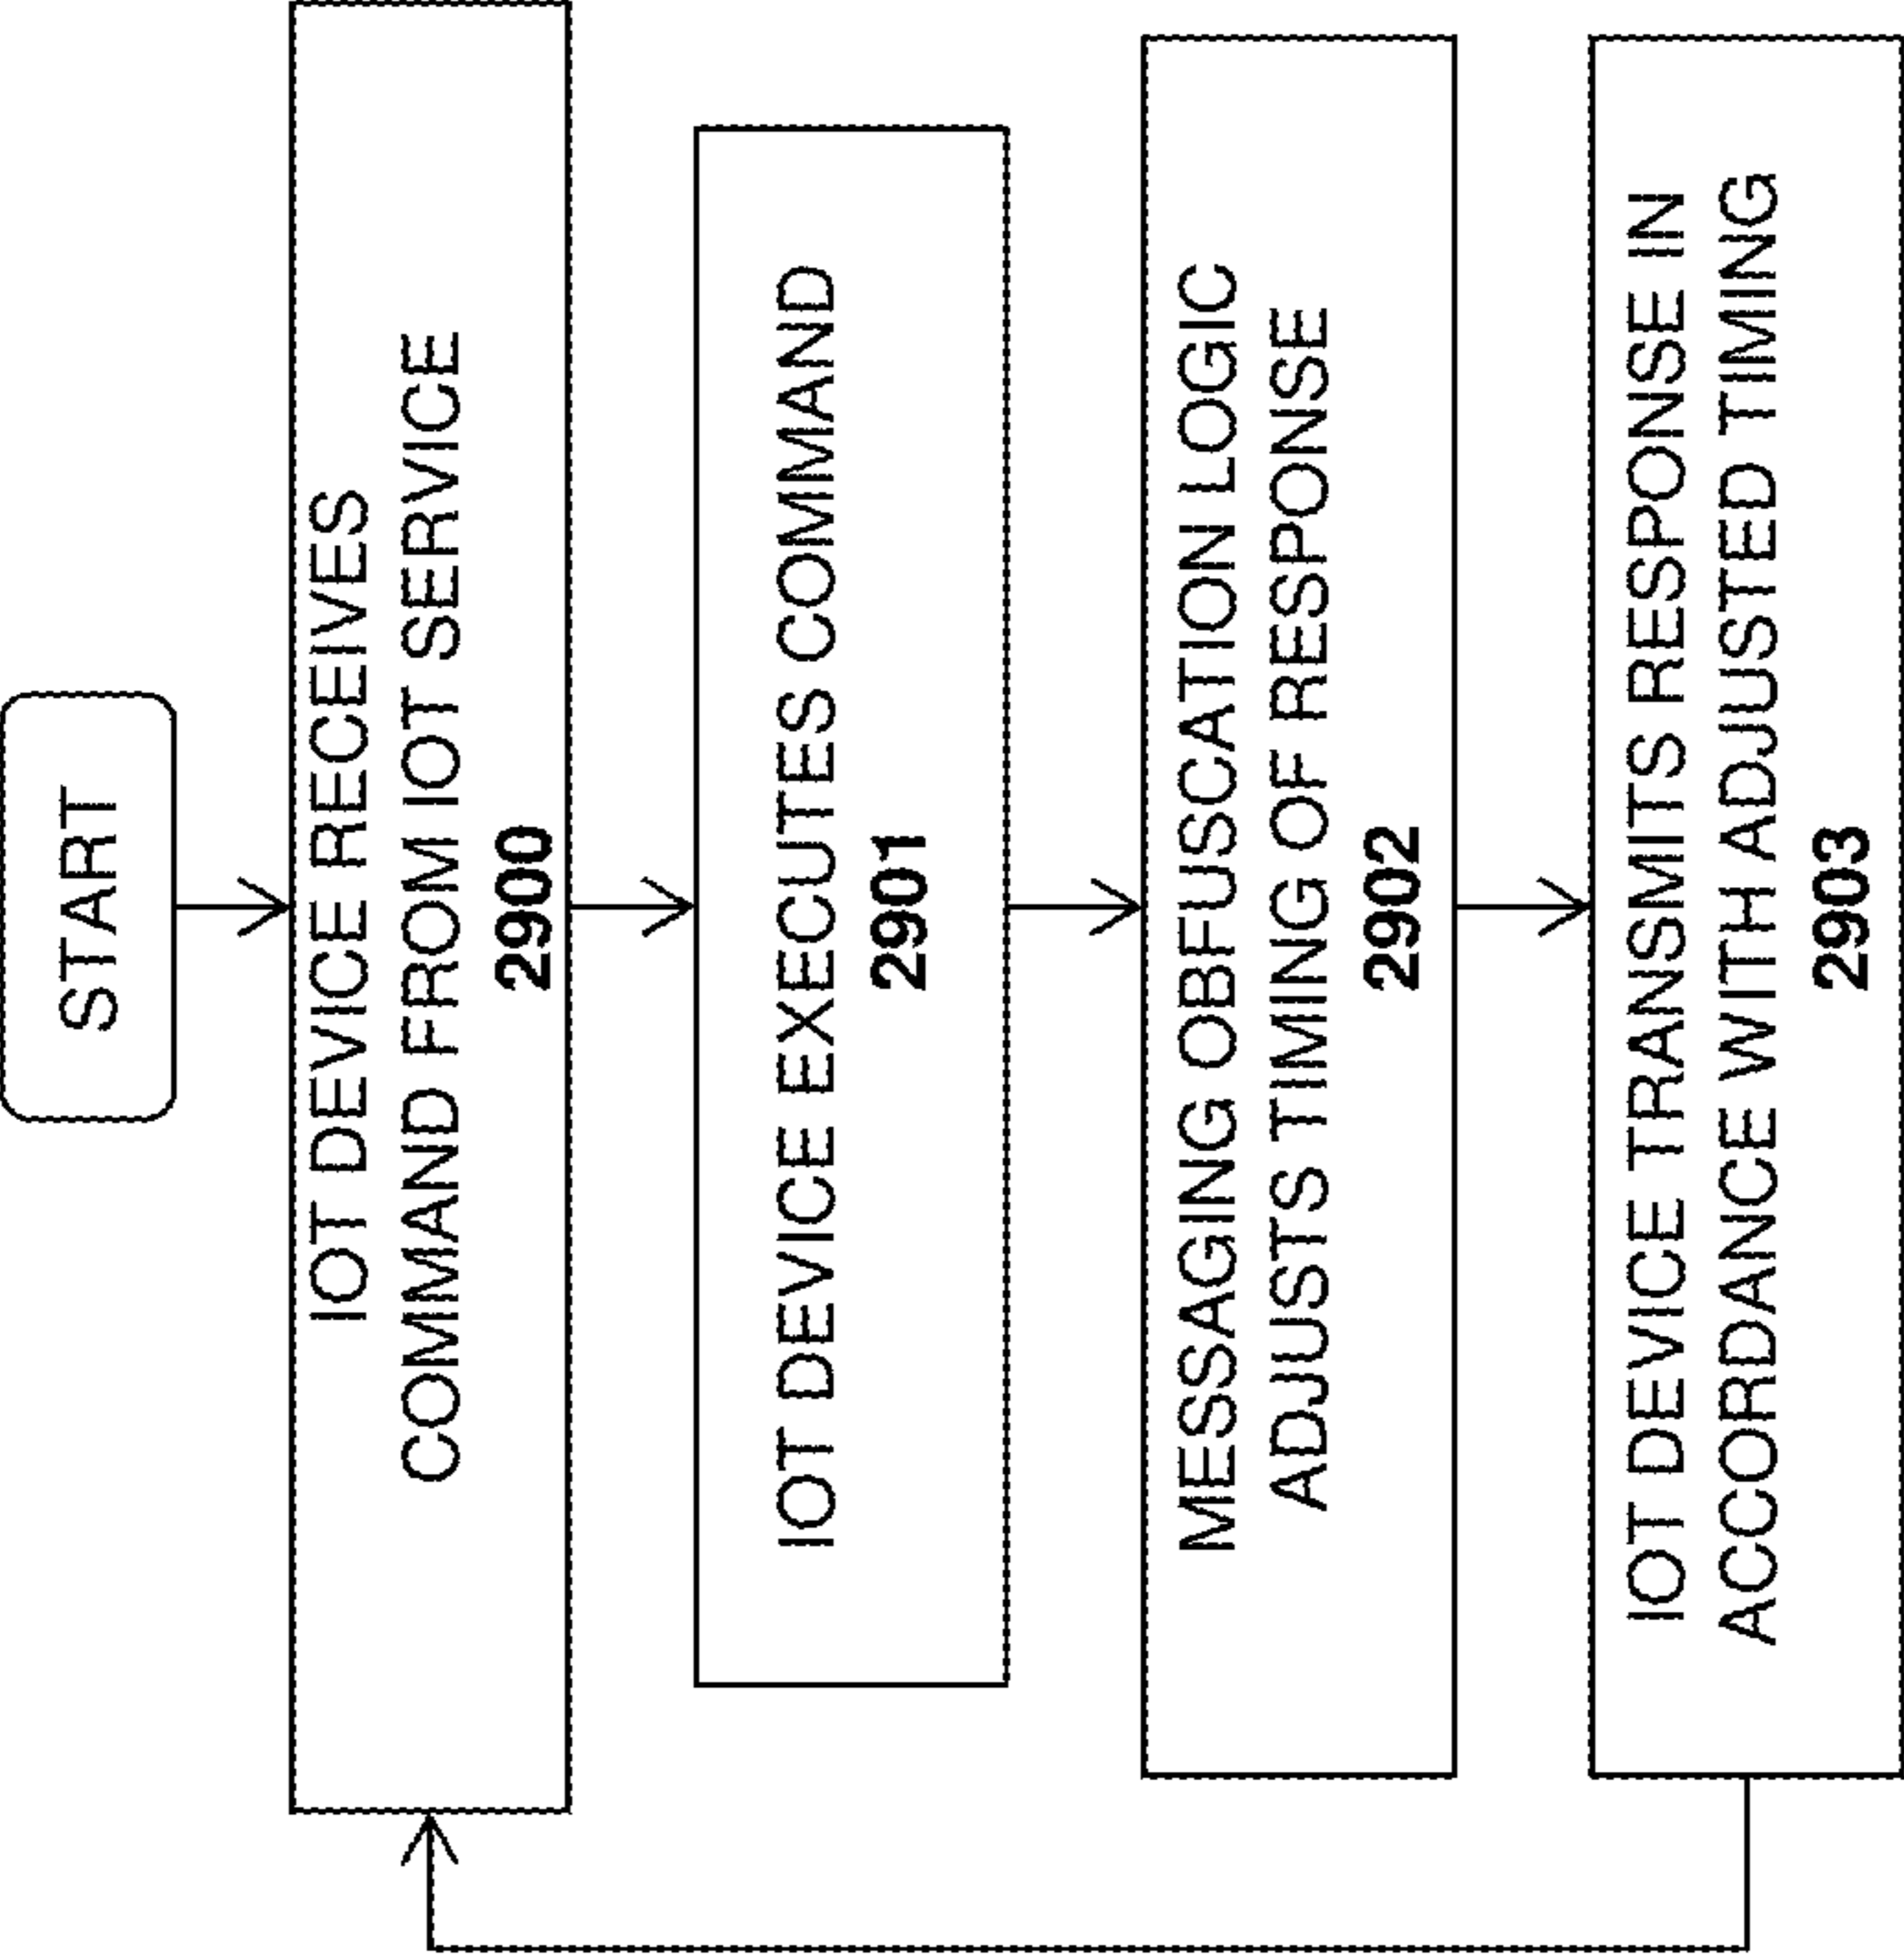 START
IOT DEVICE RECEIVES
COMMAND FROM IOT SERVICE
2900
IOT DEVICE EXECUTES COMMAND
2901
MESSAGING OBFUSCATION LOGIC
ADJUSTS TIMING OF RESPONSE
2902
IOT DEVICE TRANSMITS RESPONSE IN
ACCORDANCE WITH ADJUSTED TIMING
2903